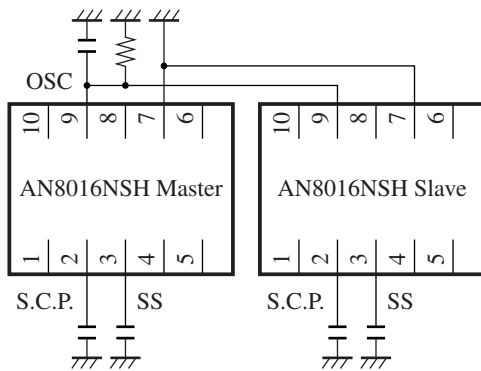 OSC
10 9 8 7 6 10 9 8 7 6
AN8016NSH Master AN8016NSH Slave
1 2 3 4 5 1 2 3 4 5
S.C.P. SS S.C.P. SS